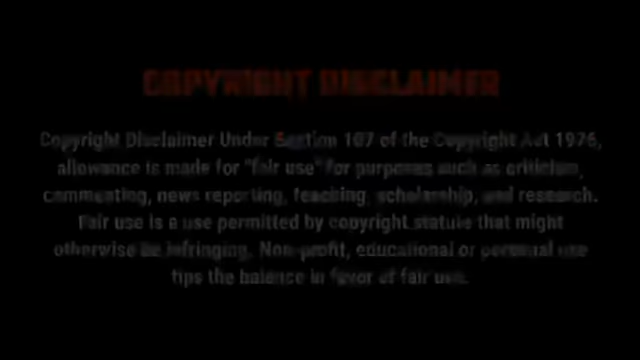 COPYRIGHT DISCLAIMER
Copyright Disclaimer Under Section 107 of the Copyright Act 1976,
allowance is made for "fair use" for purposes such as criticism,
commenting, news reporting, teaching, scholarship, and research.
Fair use is a use permitted by copyright statute that might
otherwise be infringing. Non-profit, educational or personal use
tips the balance in favor of fair use.